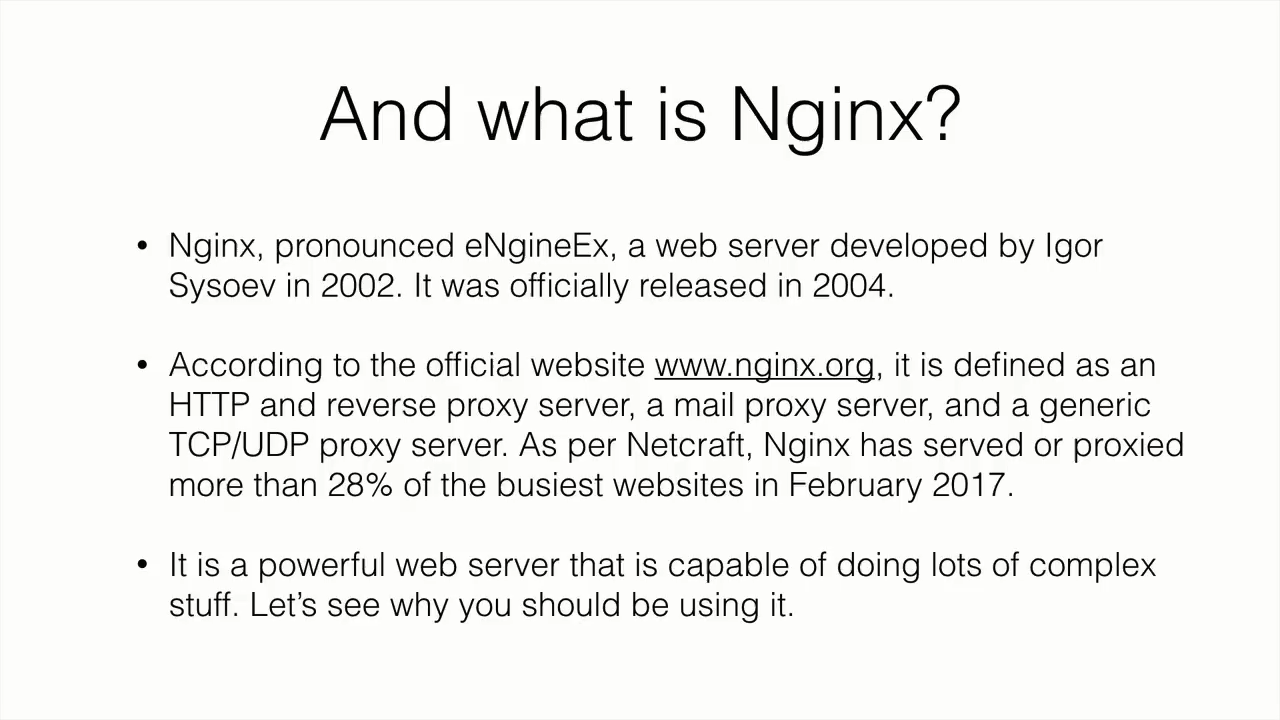 And what is Nginx?
• Nginx, pronounced eNgineEx, a web server developed by Igor
Sysoev in 2002. It was officially released in 2004.
• According to the official website www.nginx.org, it is defined as an
HTTP and reverse proxy server, a mail proxy server, and a generic
TCP/UDP proxy server. As per Netcraft, Nginx has served or proxied
more than 28% of the busiest websites in February 2017.
• It is a powerful web server that is capable of doing lots of complex
stuff. Let’s see why you should be using it.